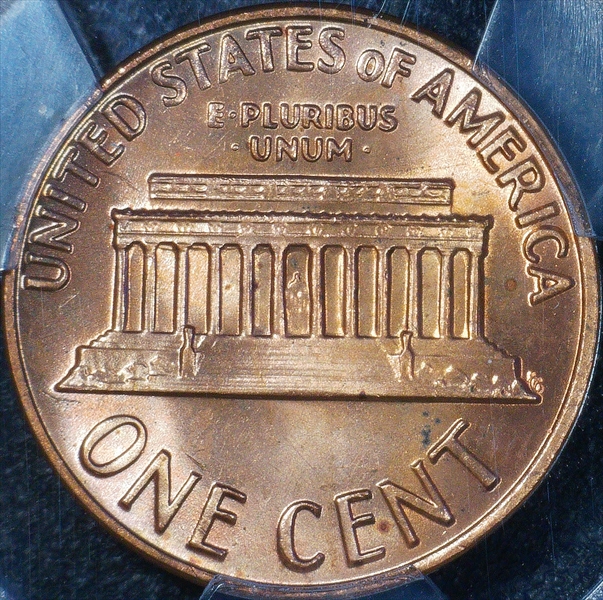 UNITED STATES OF AMERICA
E·PLURIBUS
·UNUM·
ONE CENT